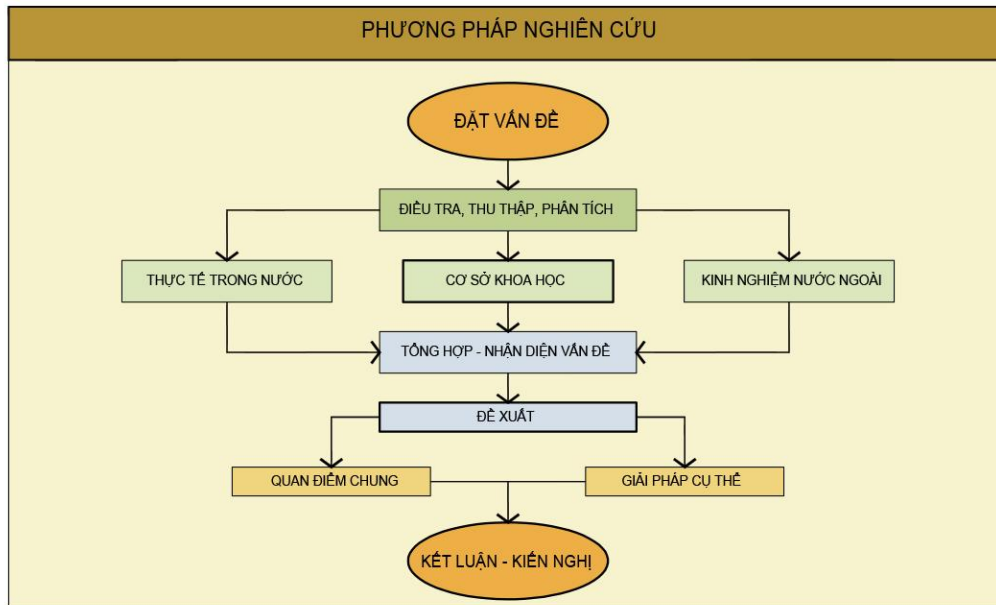 PHƯƠNG PHÁP NGHIÊN CỨU
ĐẶT VẤN ĐỀ
ĐIỀU TRA, THU THẬP, PHÂN TÍCH
THỰC TẾ TRONG NƯỚC
CƠ SỞ KHOA HỌC
KINH NGHIỆM NƯỚC NGOÀI
TỔNG HỢP - NHẬN DIỆN VẤN ĐỀ
ĐỀ XUẤT
QUAN ĐIỂM CHUNG
GIẢI PHÁP CỤ THỂ
KẾT LUẬN - KIẾN NGHỊ